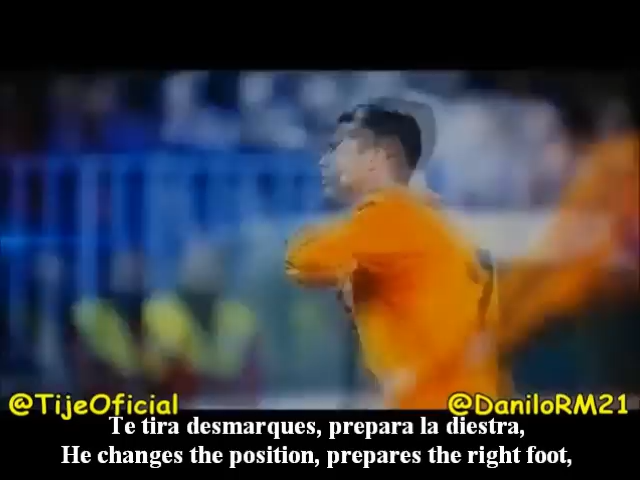 @TijeOficial @DaniloRM21
Te tira desmarques, prepara la diestra,
He changes the position, prepares the right foot,